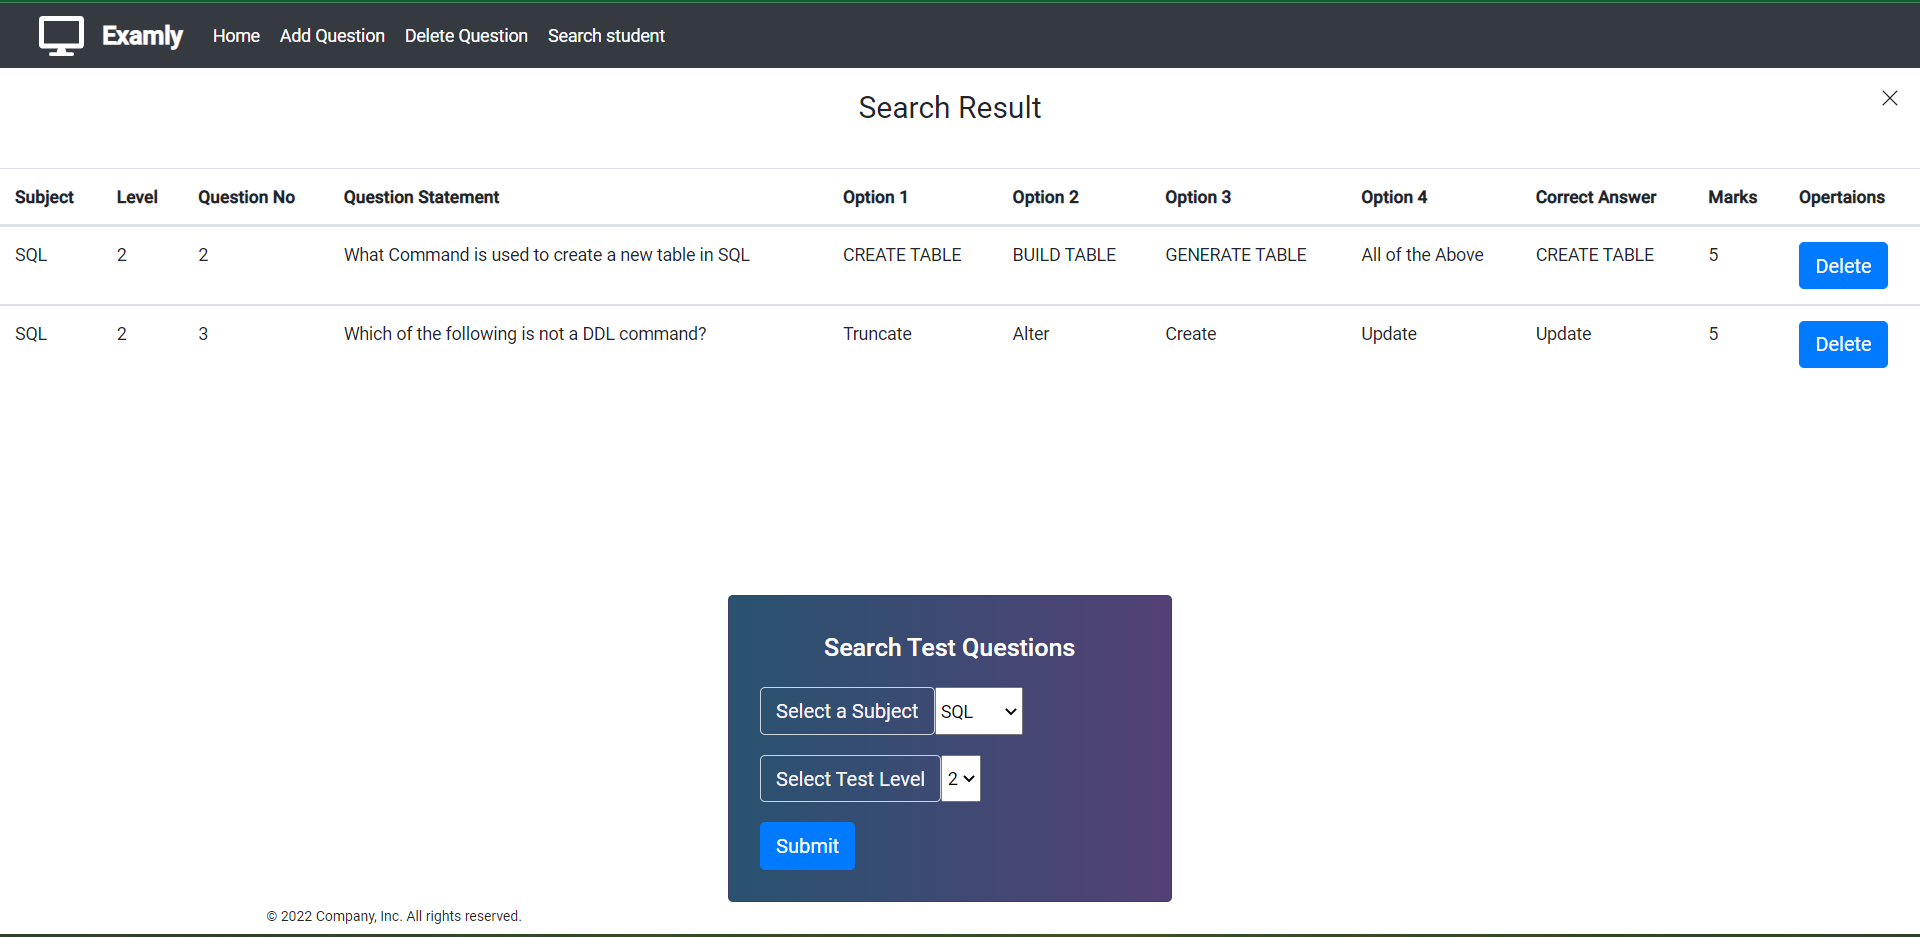 Examly Home Add Question Delete Question Search student
Search Result
Subject Level Question No Question Statement Option 1 Option 2 Option 3 Option 4 Correct Answer Marks Opertaions
SQL 2 2 What Command is used to create a new table in SQL CREATE TABLE BUILD TABLE GENERATE TABLE All of the Above CREATE TABLE 5 Delete
SQL 2 3 Which of the following is not a DDL command? Truncate Alter Create Update Update 5 Delete
Search Test Questions
Select a Subject SQL
Select Test Level 2
Submit
© 2022 Company, Inc. All rights reserved.